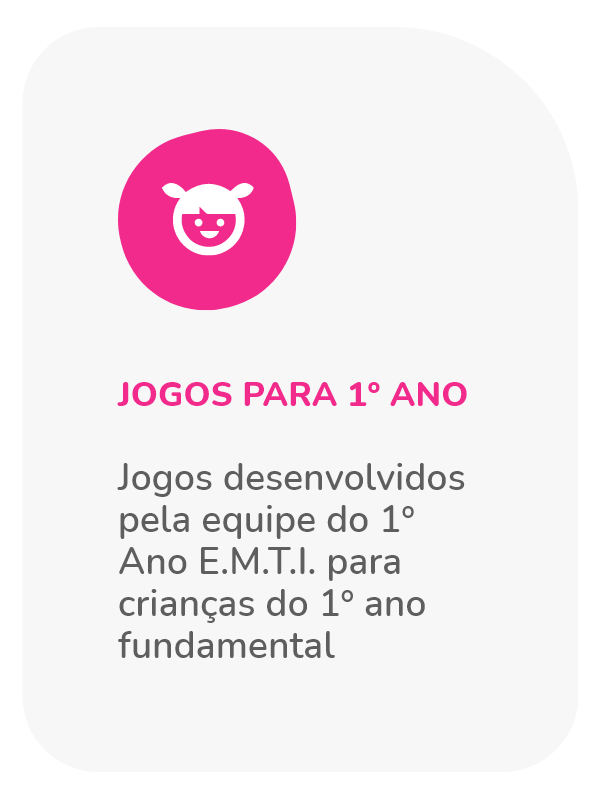 JOGOS PARA 1º ANO
Jogos desenvolvidos
pela equipe do 1º
Ano E.M.T.I. para
crianças do 1º ano
fundamental